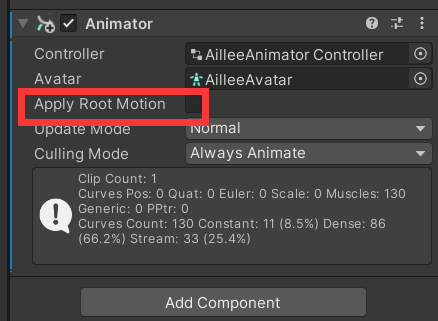 Animator
Controller
AilleeAnimator Controller
Avatar
AilleeAvatar
Apply Root Motion
Update Mode
Normal
Culling Mode
Always Animate
Clip Count: 1
Curves Pos: 0 Quat: 0 Euler: 0 Scale: 0 Muscles: 130
Generic: 0 PPtr: 0
Curves Count: 130 Constant: 11 (8.5%) Dense: 86
(66.2%) Stream: 33 (25.4%)
Add Component